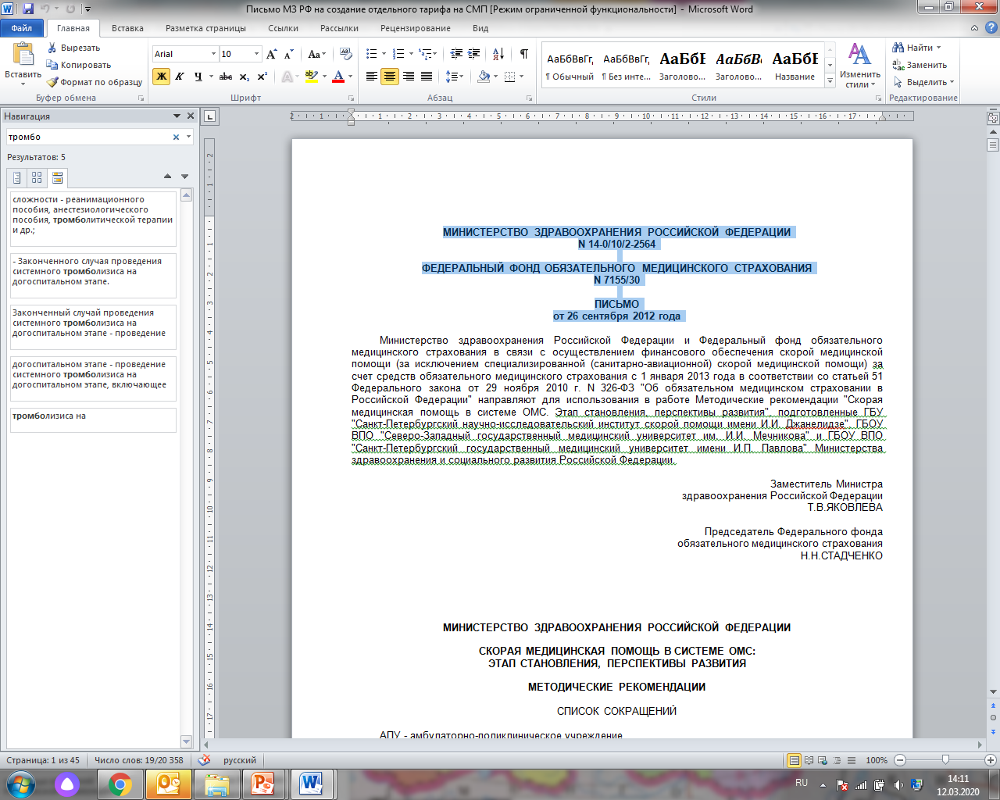 Письмо МЗ РФ на создание отдельного тарифа на СМП [Режим ограниченной функциональности] - Microsoft Word
Файл Главная Вставка Разметка страницы Ссылки Рассылки Рецензирование Вид
Вставить
Вырезать
Копировать
Формат по образцу
Буфер обмена
Arial 10
Ж К Ч abc x₂ x²
Шрифт
Абзац
АаБбВвГг, АаБбВвГг, АаБбЕ АаБбВе АаБбЕ
¶ Обычный ¶ Без инте... Заголово... Заголово... Название
Стили
Изменить стили
Найти
Заменить
Выделить
Редактирование
Навигация
тромбо
Результатов: 5
сложности - реанимационного
пособия, анестезиологического
пособия, тромболитической терапии
и др.;
- Законченного случая проведения
системного тромболизиса на
догоспитальном этапе.
Законченный случай проведения
системного тромболизиса на
догоспитальном этапе - проведение
догоспитальном этапе - проведение
системного тромболизиса на
догоспитальном этапе, включающее
тромболизиса на
МИНИСТЕРСТВО ЗДРАВООХРАНЕНИЯ РОССИЙСКОЙ ФЕДЕРАЦИИ
N 14-0/10/2-2564
ФЕДЕРАЛЬНЫЙ ФОНД ОБЯЗАТЕЛЬНОГО МЕДИЦИНСКОГО СТРАХОВАНИЯ
N 7155/30
ПИСЬМО
от 26 сентября 2012 года
Министерство здравоохранения Российской Федерации и Федеральный фонд обязательного
медицинского страхования в связи с осуществлением финансового обеспечения скорой медицинской
помощи (за исключением специализированной (санитарно-авиационной) скорой медицинской помощи) за
счет средств обязательного медицинского страхования с 1 января 2013 года в соответствии со статьей 51
Федерального закона от 29 ноября 2010 г. N 326-ФЗ "Об обязательном медицинском страховании в
Российской Федерации" направляют для использования в работе Методические рекомендации "Скорая
медицинская помощь в системе ОМС. Этап становления, перспективы развития", подготовленные ГБУ
"Санкт-Петербургский научно-исследовательский институт скорой помощи имени И.И. Джанелидзе", ГБОУ
ВПО "Северо-Западный государственный медицинский университет им. И.И. Мечникова" и ГБОУ ВПО
"Санкт-Петербургский государственный медицинский университет имени И.П. Павлова" Министерства
здравоохранения и социального развития Российской Федерации.
Заместитель Министра
здравоохранения Российской Федерации
Т.В.ЯКОВЛЕВА
Председатель Федерального фонда
обязательного медицинского страхования
Н.Н.СТАДЧЕНКО
МИНИСТЕРСТВО ЗДРАВООХРАНЕНИЯ РОССИЙСКОЙ ФЕДЕРАЦИИ
СКОРАЯ МЕДИЦИНСКАЯ ПОМОЩЬ В СИСТЕМЕ ОМС:
ЭТАП СТАНОВЛЕНИЯ, ПЕРСПЕКТИВЫ РАЗВИТИЯ
МЕТОДИЧЕСКИЕ РЕКОМЕНДАЦИИ
СПИСОК СОКРАЩЕНИЙ
АПУ - амбулаторно-поликлиническое учреждение
Страница: 1 из 45 Число слов: 19/20 358 русский 100%
RU 14:11
12.03.2020